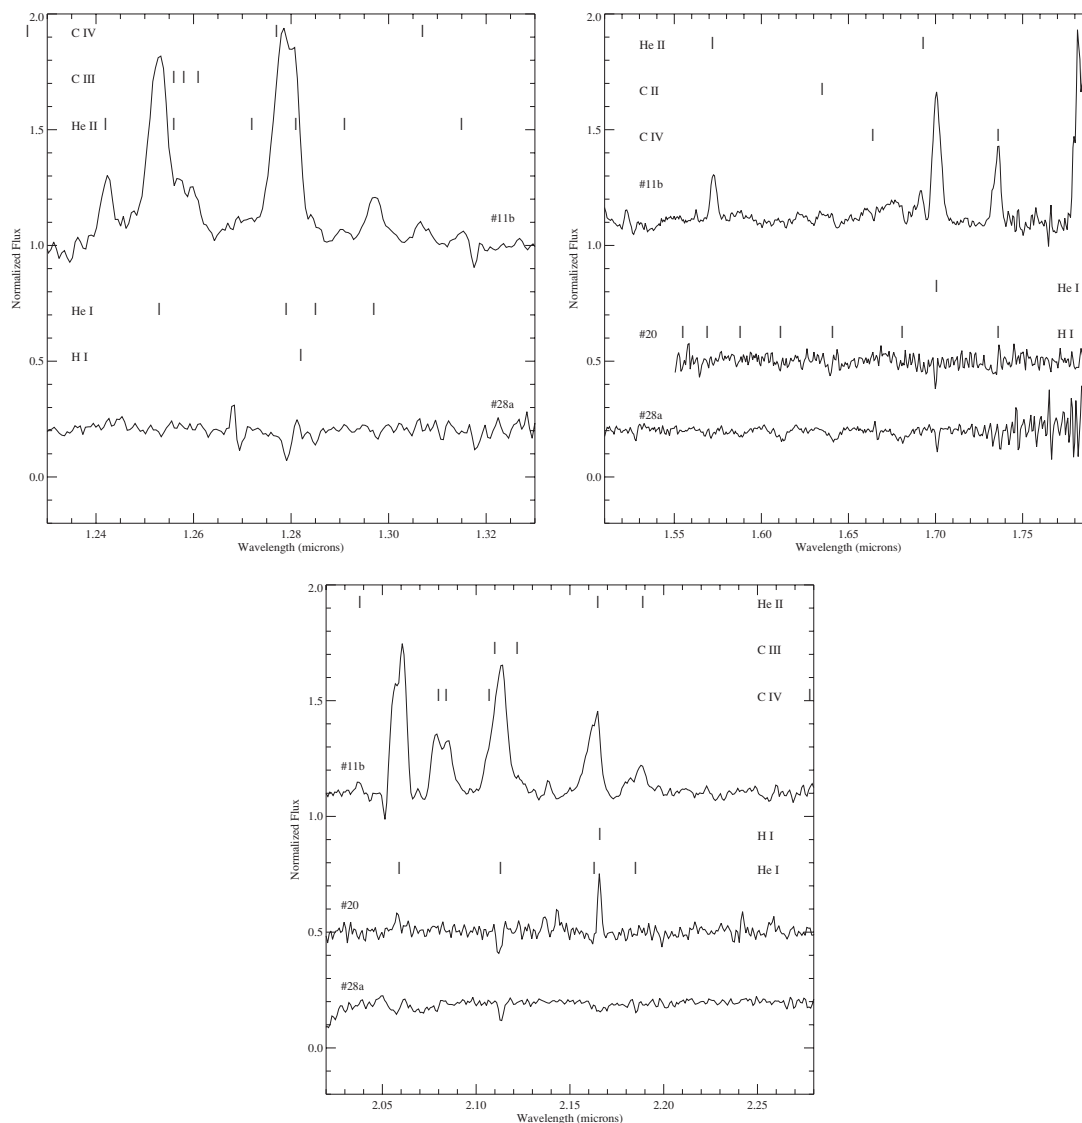 2.0
C IV
C III
1.5
He II
#11b
1.0
Normalized Flux
He I
0.5
H I
#28a
0.0
1.24 1.26 1.28 1.30 1.32
Wavelength (microns)
2.0
He II
C II
1.5
C IV
#11b
1.0
Normalized Flux
He I
#20 H I
0.5
#28a
0.0
1.55 1.60 1.65 1.70 1.75
Wavelength (microns)
2.0
He II
C III
1.5
C IV
#11b
1.0
Normalized Flux
H I
He I
#20
0.5
#28a
0.0
2.05 2.10 2.15 2.20 2.25
Wavelength (microns)